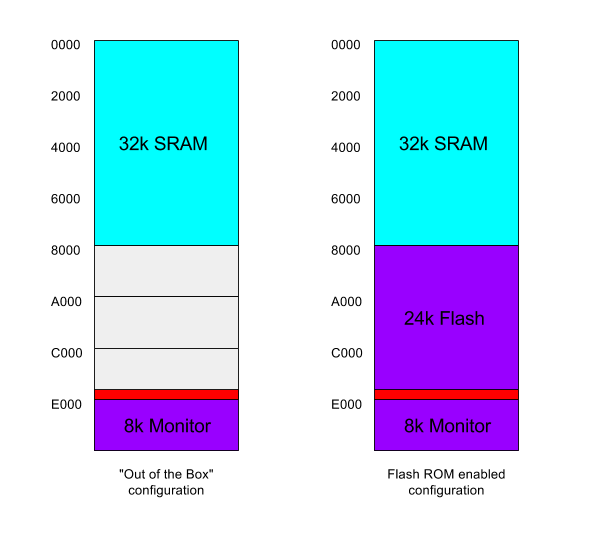 0000
2000
4000
6000
8000
A000
C000
E000
32k SRAM
8k Monitor
"Out of the Box"
configuration
0000
2000
4000
6000
8000
A000
C000
E000
32k SRAM
24k Flash
8k Monitor
Flash ROM enabled
configuration